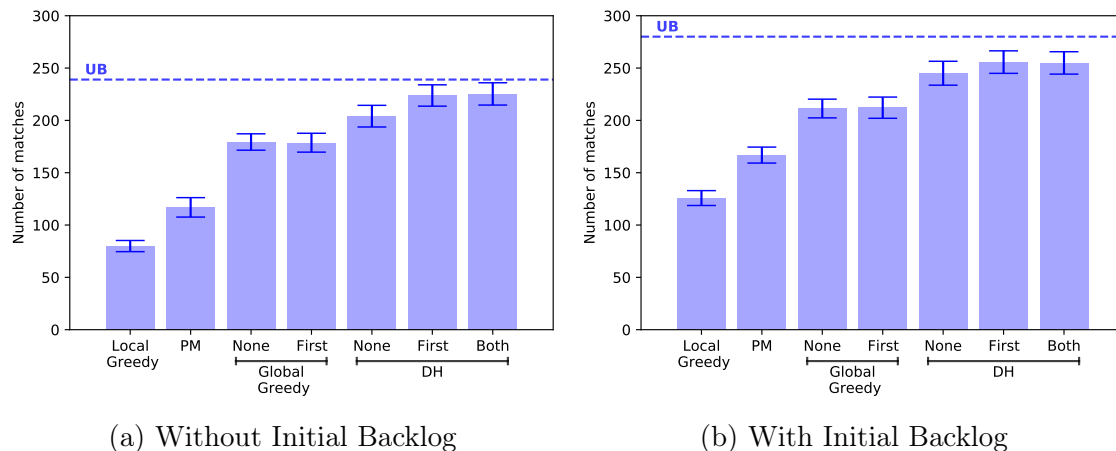 300
250
200
150
100
50
0
Number of matches
UB
Local
Greedy
PM
None
First
None
First
Both
Global
Greedy
DH
(a) Without Initial Backlog
300
250
200
150
100
50
0
Number of matches
UB
Local
Greedy
PM
None
First
None
First
Both
Global
Greedy
DH
(b) With Initial Backlog